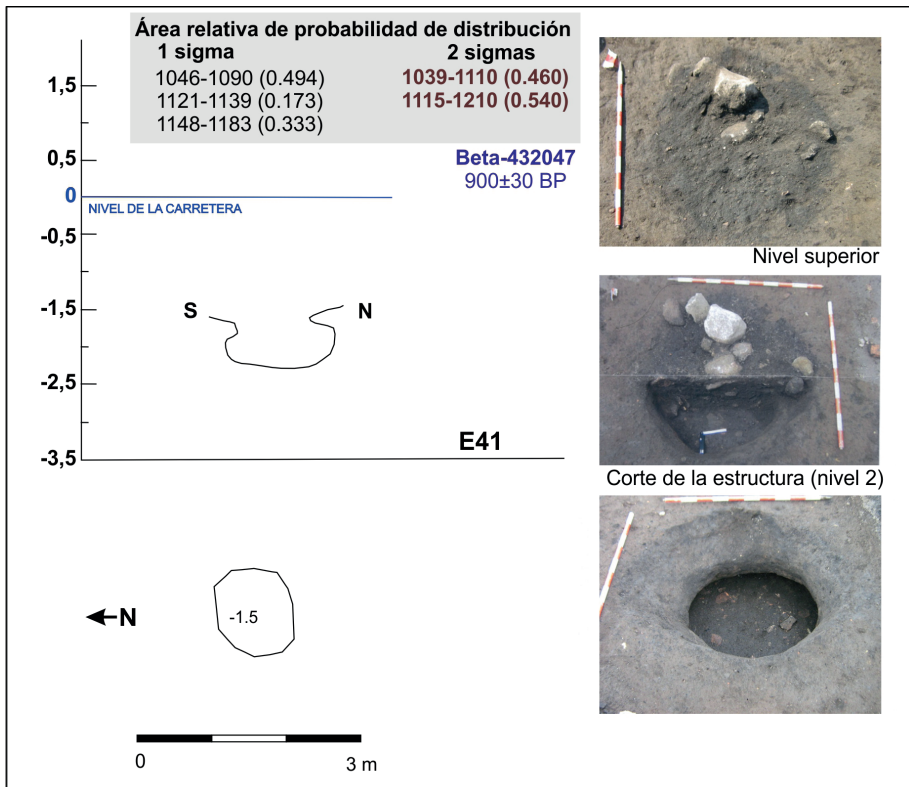 Área relativa de probabilidad de distribución
1 sigma 2 sigmas
1046-1090 (0.494) 1039-1110 (0.460)
1121-1139 (0.173) 1115-1210 (0.540)
1148-1183 (0.333)
Beta-432047
900±30 BP
1,5
0,5
0
NIVEL DE LA CARRETERA
-0,5
-1,5
S N
-2,5
E41
-3,5
N
-1.5
0 3 m
Nivel superior
Corte de la estructura (nivel 2)